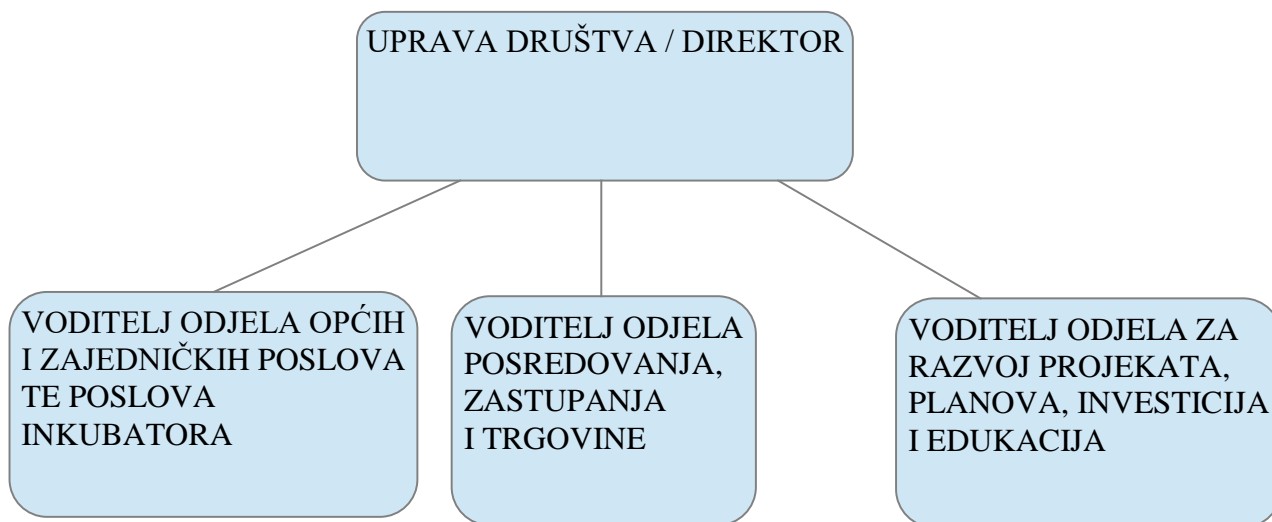 UPRAVA DRUŠTVA / DIREKTOR
VODITELJ ODJELA OPĆIH
I ZAJEDNIČKIH POSLOVA
TE POSLOVA
INKUBATORA
VODITELJ ODJELA
POSREDOVANJA,
ZASTUPANJA
I TRGOVINE
VODITELJ ODJELA ZA
RAZVOJ PROJEKATA,
PLANOVA, INVESTICIJA
I EDUKACIJA